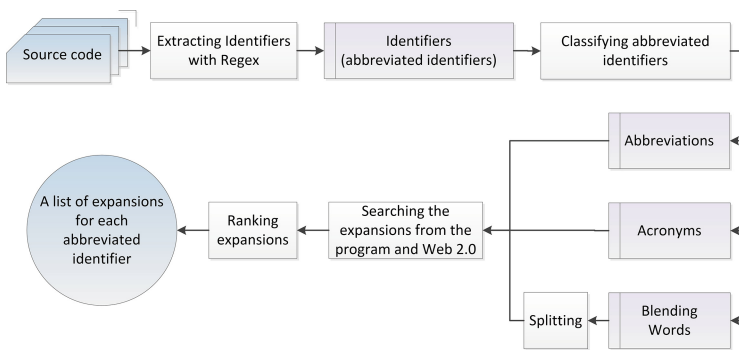 Source code
Extracting Identifiers
with Regex
Identifiers
(abbreviated identifiers)
Classifying abbreviated
identifiers
Abbreviations
Acronyms
Blending
Words
Splitting
Searching the
expansions from the
program and Web 2.0
Ranking
expansions
A list of expansions
for each
abbreviated
identifier